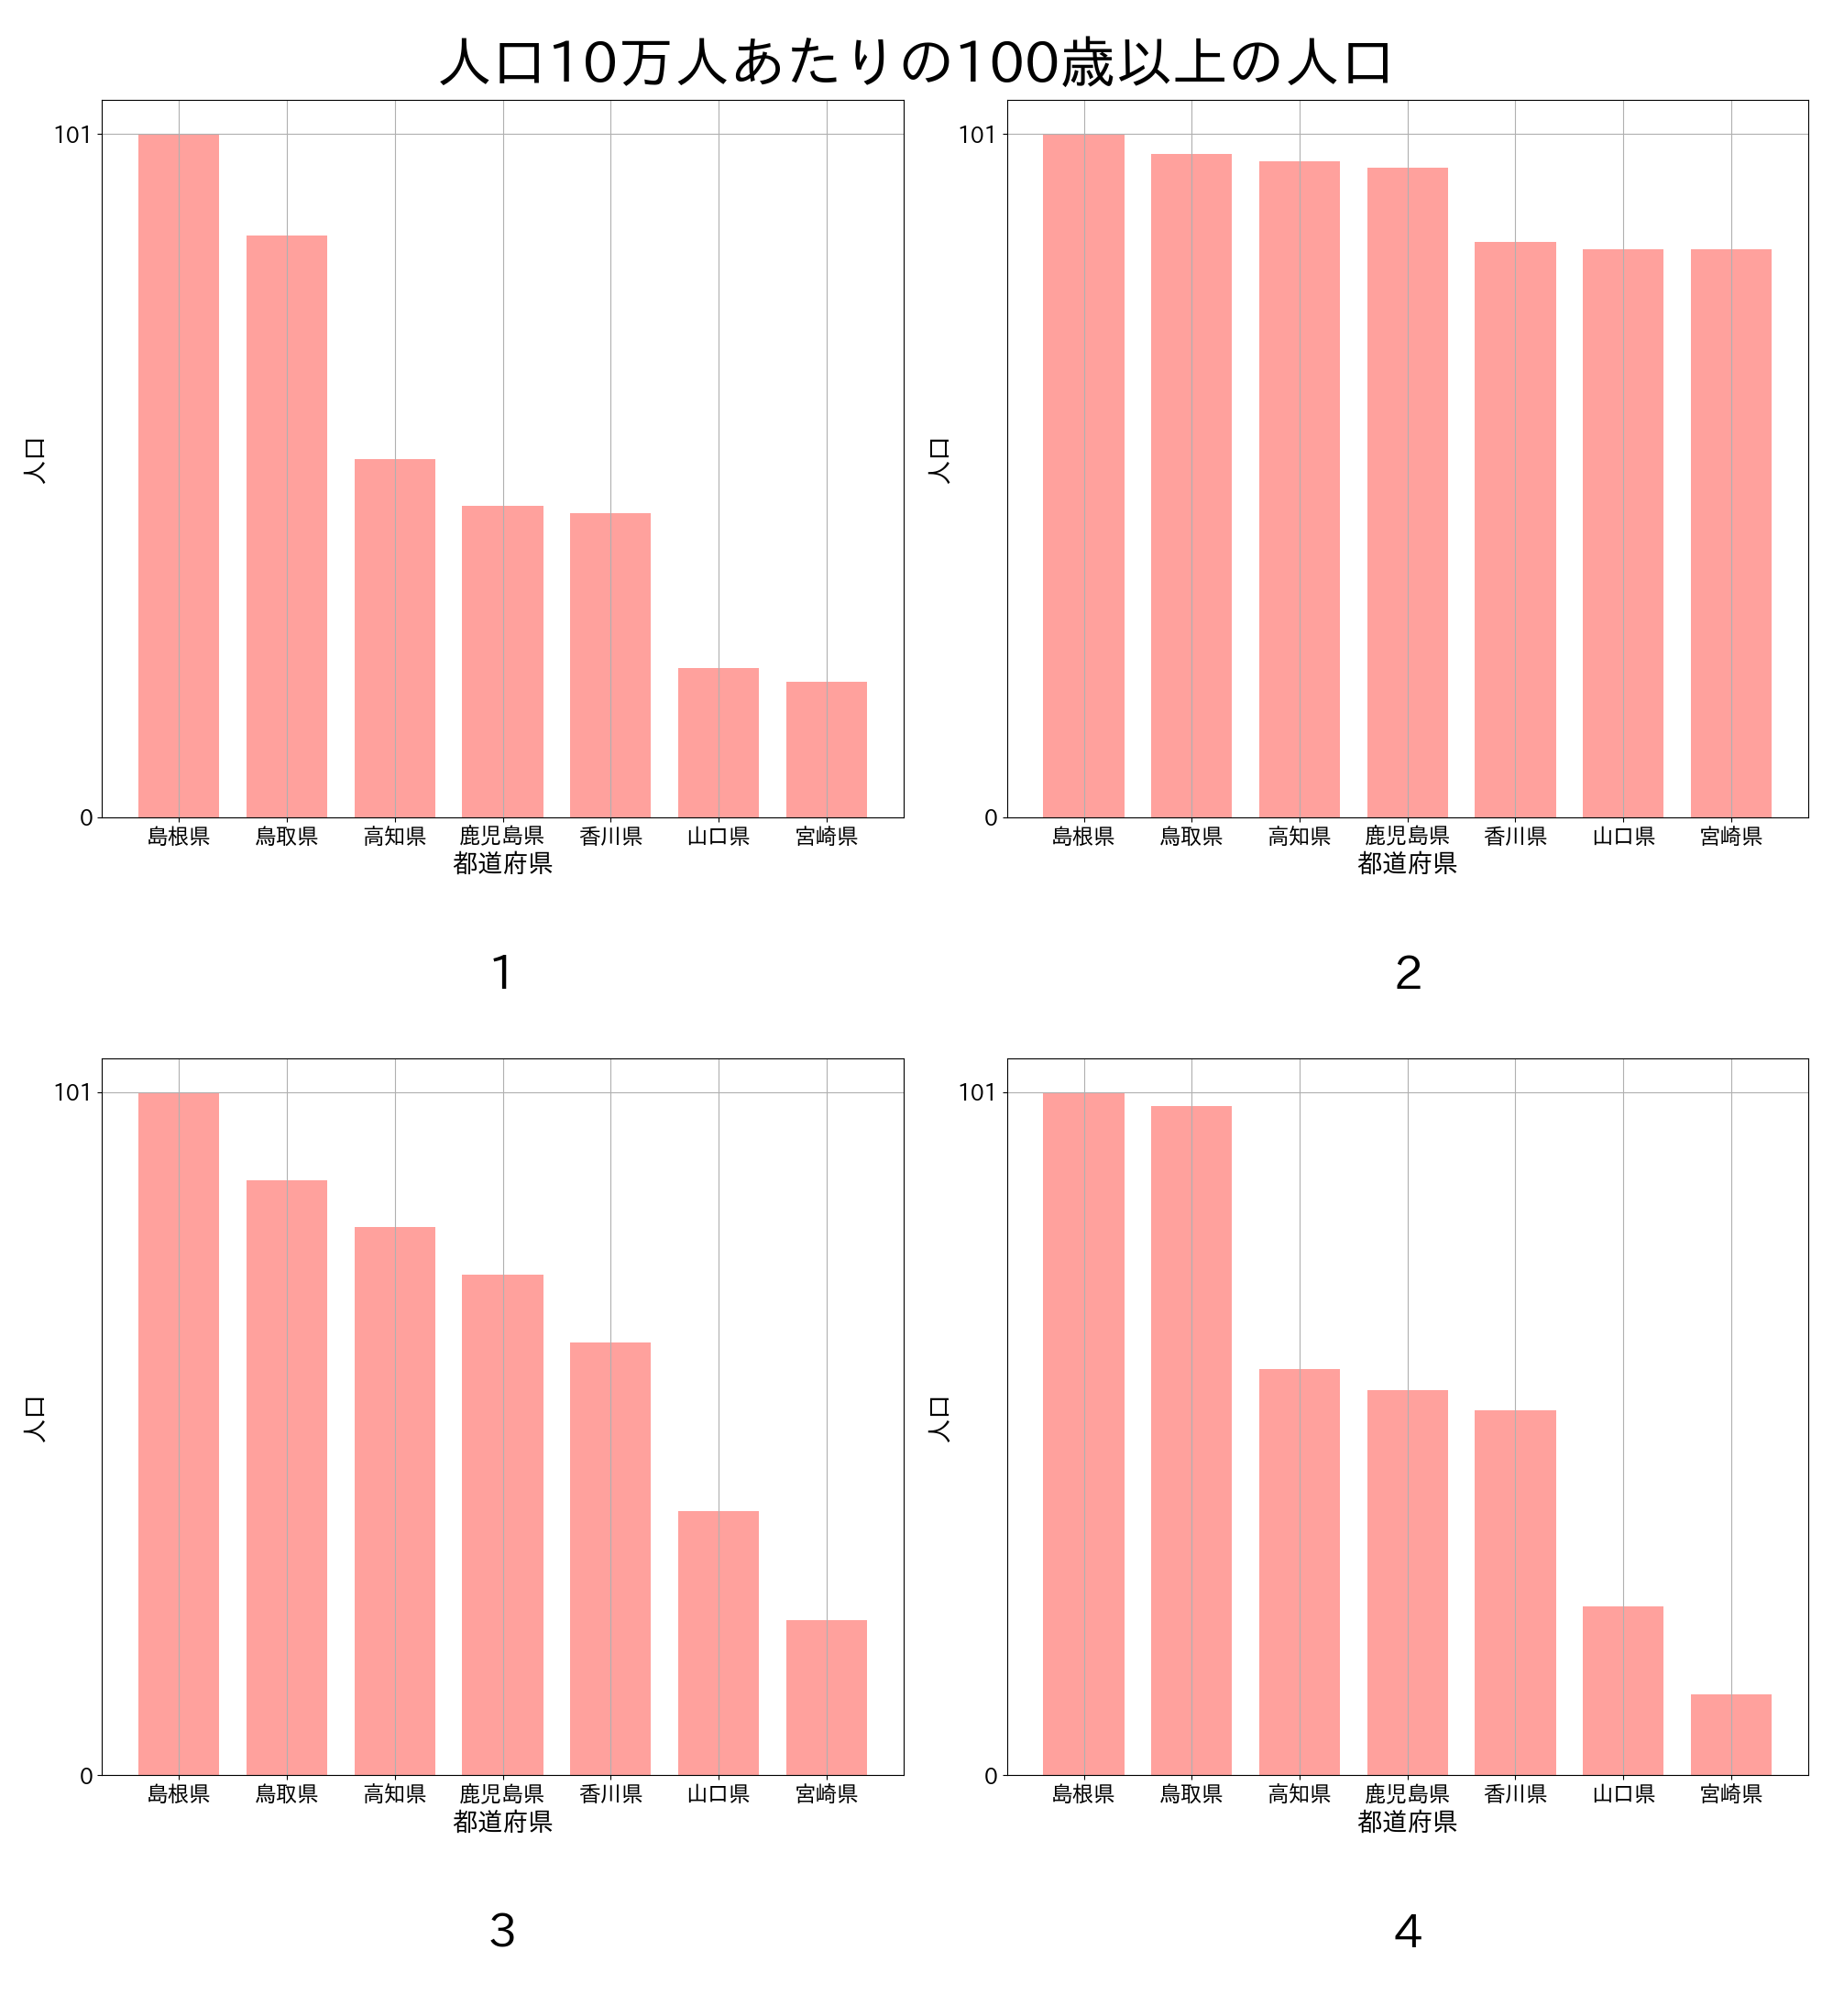 人口10万人あたりの100歳以上の人口
101
人口
0
島根県 鳥取県 高知県 鹿児島県 香川県 山口県 宮崎県
都道府県
1
101
人口
0
島根県 鳥取県 高知県 鹿児島県 香川県 山口県 宮崎県
都道府県
2
101
人口
0
島根県 鳥取県 高知県 鹿児島県 香川県 山口県 宮崎県
都道府県
3
101
人口
0
島根県 鳥取県 高知県 鹿児島県 香川県 山口県 宮崎県
都道府県
4